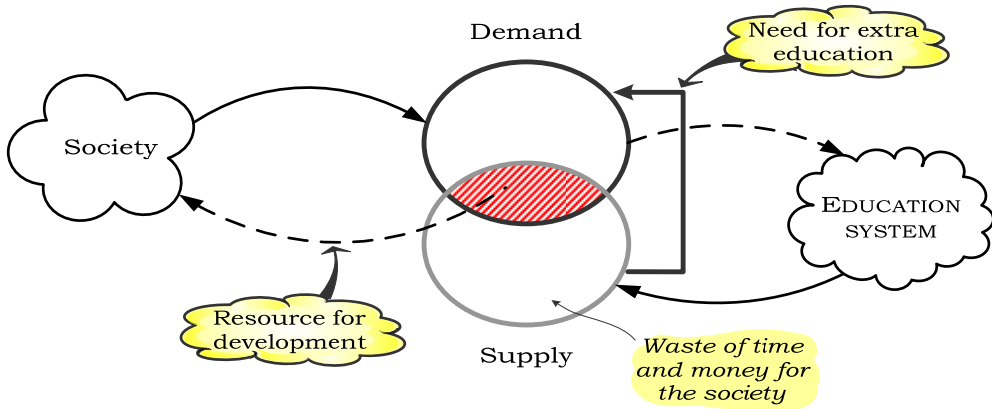 Demand
Need for extra
education
Society
EDUCATION
SYSTEM
Resource for
development
Supply
Waste of time
and money for
the society